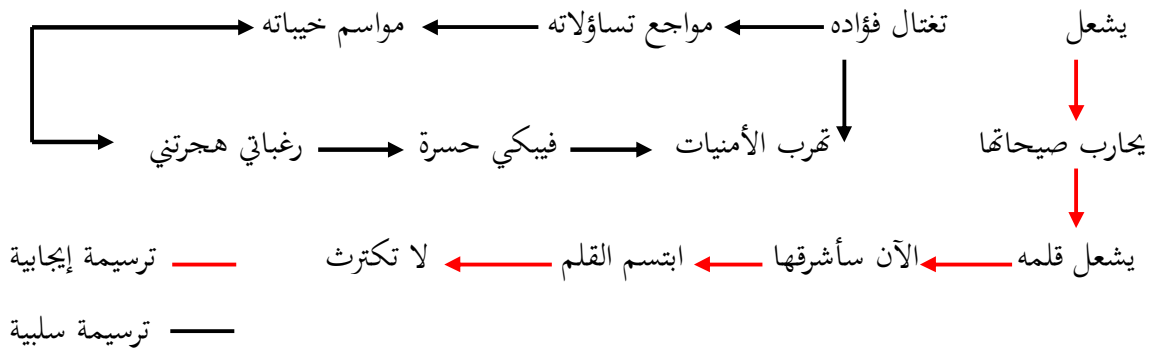 يشعل تغتال فؤاده مواجع تساؤلاته مواسم خيباته
يحارب صيحاتها تهرب الأمنيات فيبكي حسرة رغباتي هجرتني
يشعل قلمه الآن سأشرقها ابتسم القلم لا تكترث ترسيمة إيجابية
ترسيمة سلبية